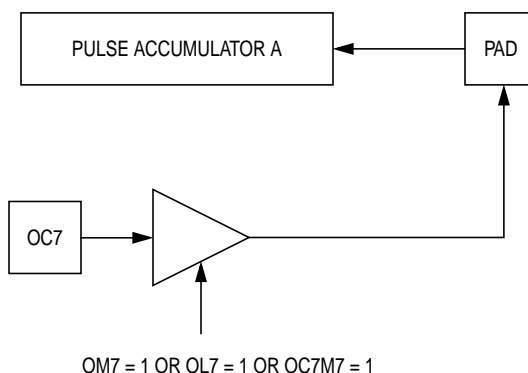 PULSE ACCUMULATOR A
PAD
OC7
OM7 = 1 OR OL7 = 1 OR OC7M7 = 1